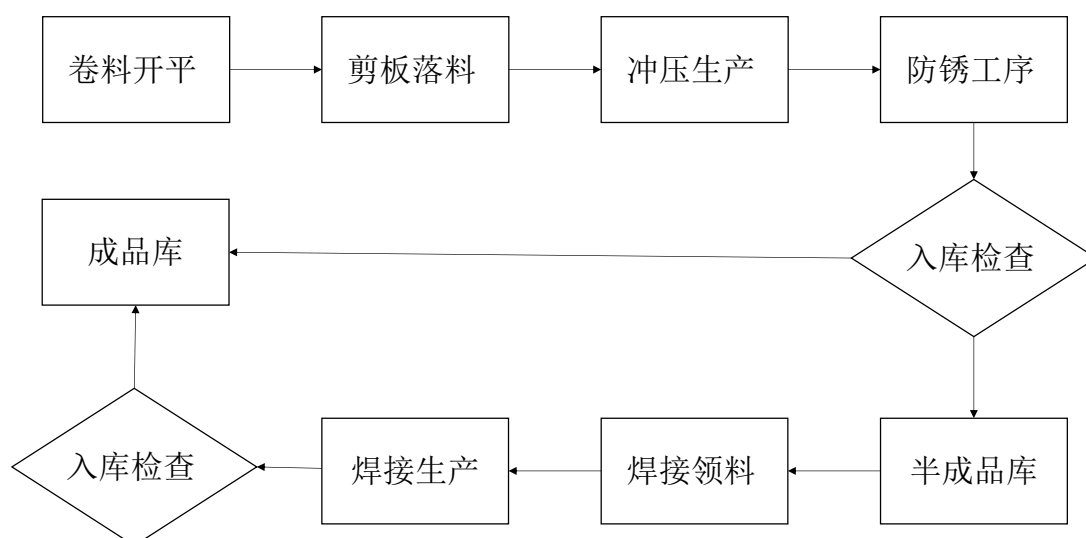 卷料开平
剪板落料
冲压生产
防锈工序
成品库
入库检查
入库检查
焊接生产
焊接领料
半成品库